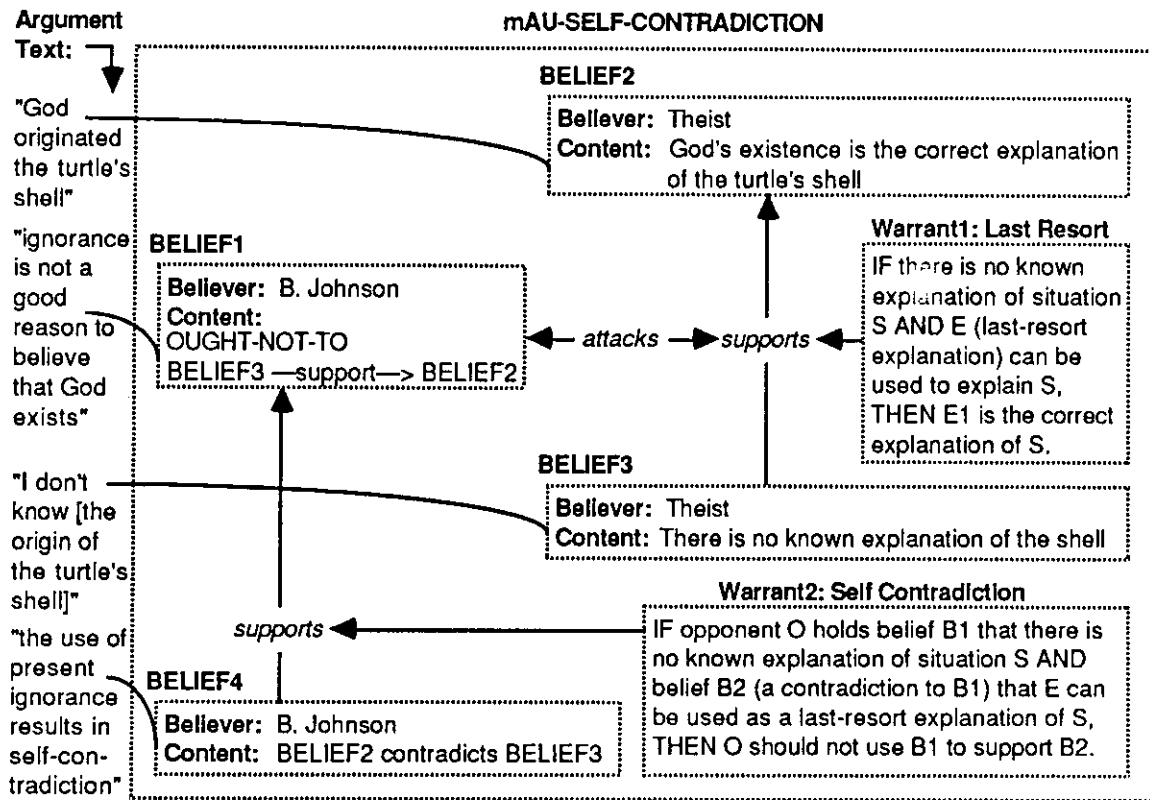 Argument
Text:
mAU-SELF-CONTRADICTION
"God
originated
the turtle's
shell"
BELIEF2
Believer: Theist
Content: God's existence is the correct explanation
of the turtle's shell
"ignorance
is not a
good
reason to
believe
that God
exists"
BELIEF1
Believer: B. Johnson
Content:
OUGHT-NOT-TO
BELIEF3 —support—> BELIEF2
attacks
supports
Warrant1: Last Resort
IF there is no known
explanation of situation
S AND E (last-resort
explanation) can be
used to explain S,
THEN E1 is the correct
explanation of S.
"I don't
know [the
origin of
the turtle's
shell]"
BELIEF3
Believer: Theist
Content: There is no known explanation of the shell
"the use of
present
ignorance
results in
self-con-
tradiction"
supports
Warrant2: Self Contradiction
IF opponent O holds belief B1 that there is
no known explanation of situation S AND
belief B2 (a contradiction to B1) that E can
be used as a last-resort explanation of S,
THEN O should not use B1 to support B2.
BELIEF4
Believer: B. Johnson
Content: BELIEF2 contradicts BELIEF3